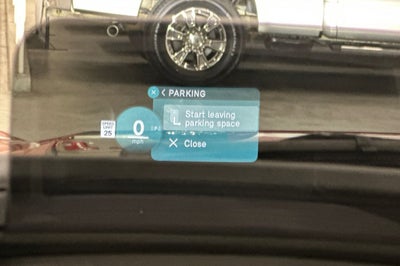 PARKING
Start leaving
parking space
Close
SPEED
LIMIT
25
0
mph
(P)